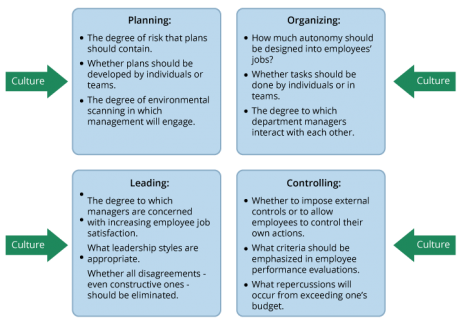 Planning:
• The degree of risk that plans
should contain.
• Whether plans should be
developed by individuals or
teams.
• The degree of environmental
scanning in which
management will engage.
Organizing:
• How much autonomy should
be designed into employees'
jobs?
• Whether tasks should be
done by individuals or in
teams.
• The degree to which
department managers
interact with each other.
Culture
Culture
Leading:
• The degree to which
managers are concerned
• with increasing employee job
satisfaction.
What leadership styles are
• appropriate.
Whether all disagreements -
even constructive ones -
should be eliminated.
Controlling:
• Whether to impose external
controls or to allow
employees to control their
own actions.
• What criteria should be
emphasized in employee
performance evaluations.
• What repercussions will
occur from exceeding one's
budget.
Culture
Culture